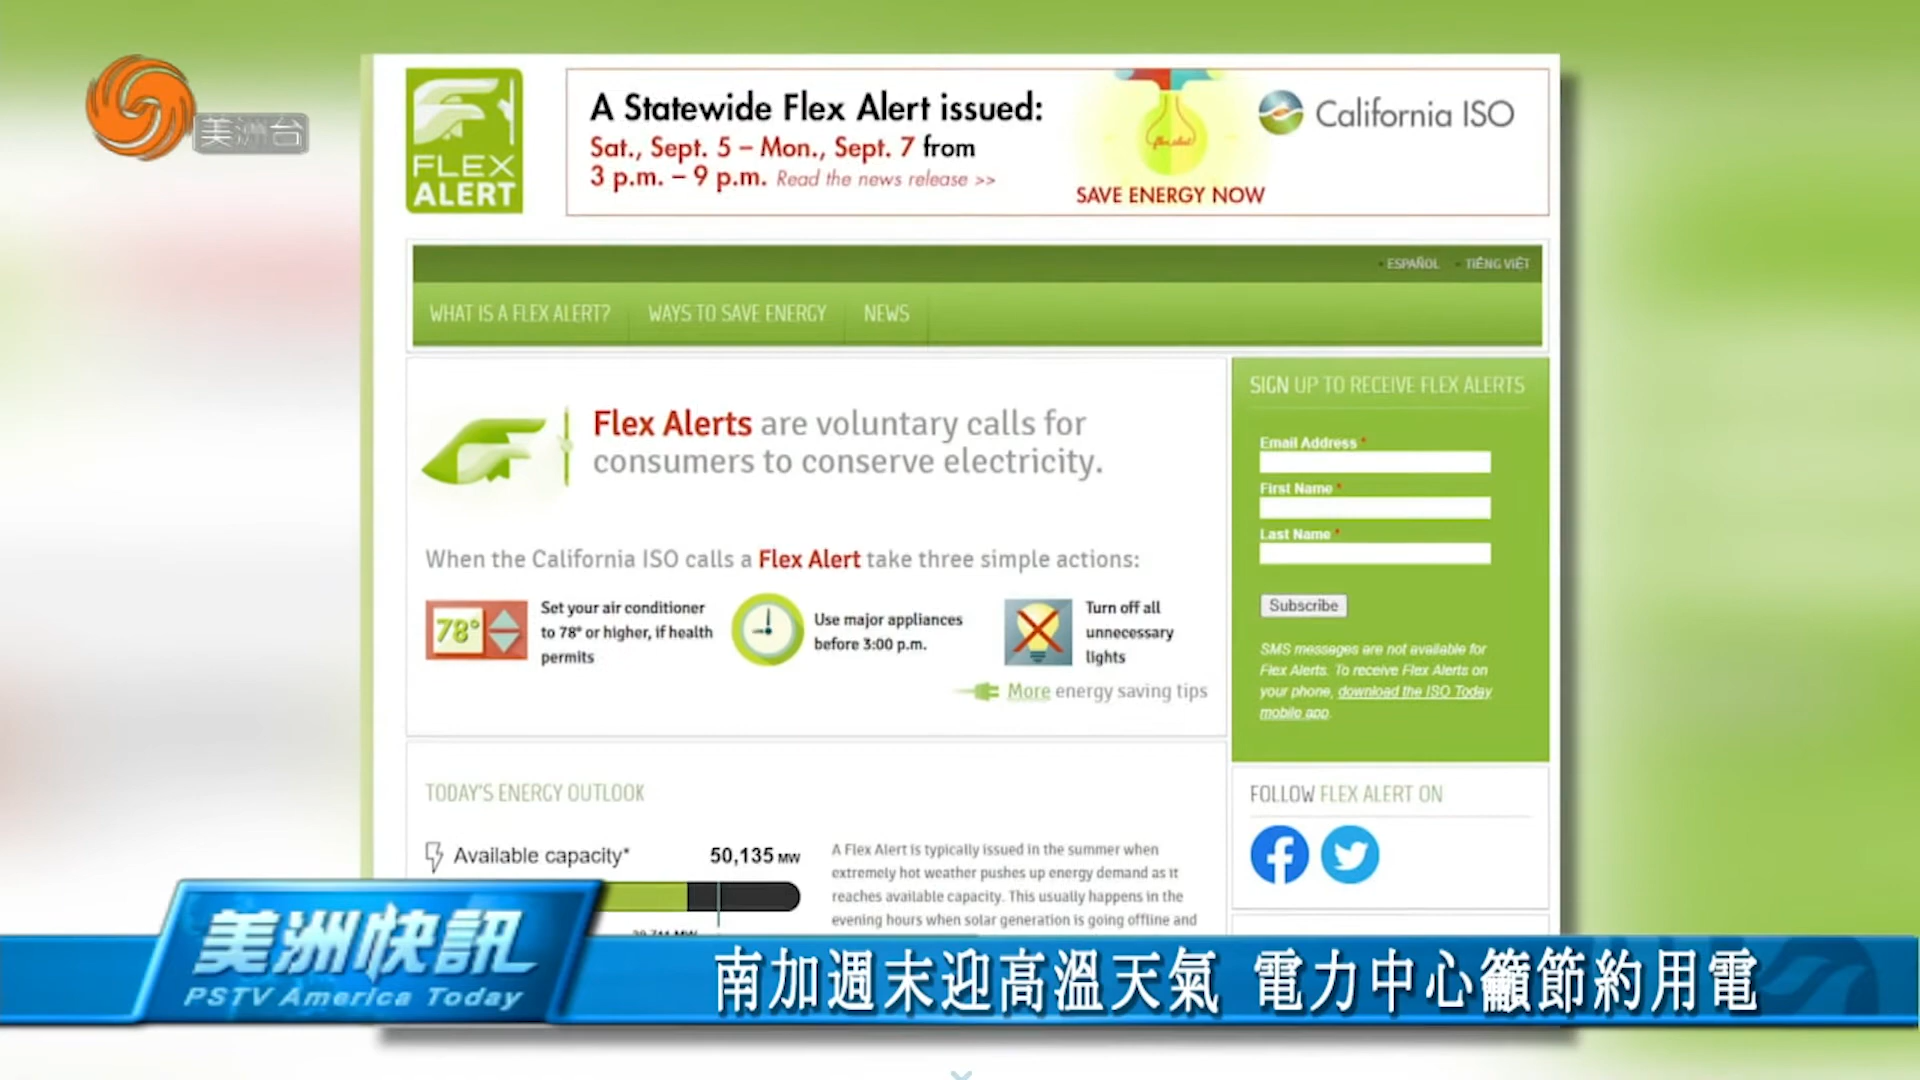 美洲台
FLEX
ALERT
A Statewide Flex Alert issued:
Sat., Sept. 5 – Mon., Sept. 7 from
3 p.m. – 9 p.m. Read the news release >>
flex alert
SAVE ENERGY NOW
California ISO
ESPAÑOL
TIẾNG VIỆT
WHAT IS A FLEX ALERT?
WAYS TO SAVE ENERGY
NEWS
Flex Alerts are voluntary calls for
consumers to conserve electricity.
When the California ISO calls a Flex Alert take three simple actions:
78°
Set your air conditioner
to 78° or higher, if health
permits
Use major appliances
before 3:00 p.m.
Turn off all
unnecessary
lights
More energy saving tips
SIGN UP TO RECEIVE FLEX ALERTS
Email Address *
First Name *
Last Name *
Subscribe
SMS messages are not available for
Flex Alerts. To receive Flex Alerts on
your phone, download the ISO Today
mobile app.
TODAY'S ENERGY OUTLOOK
Available capacity*
50,135 MW
A Flex Alert is typically issued in the summer when
extremely hot weather pushes up energy demand as it
reaches available capacity. This usually happens in the
evening hours when solar generation is going offline and
FOLLOW FLEX ALERT ON
美洲快訊
PSTV America Today
南加週末迎高溫天氣 電力中心籲節約用電